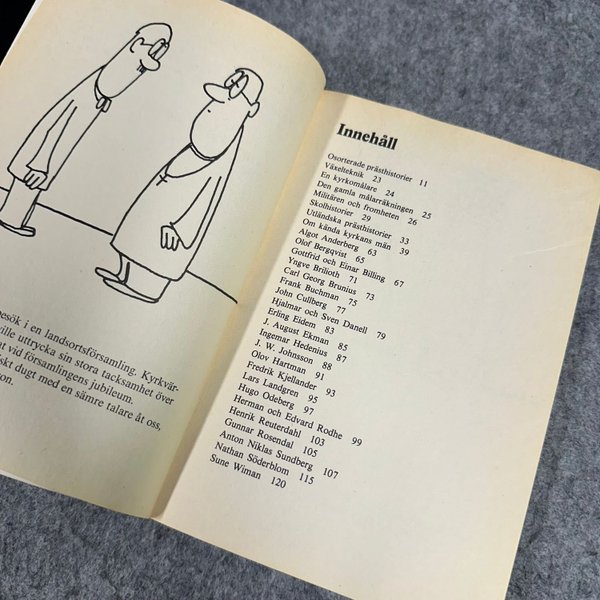 besök i en landsortsförsamling. Kyrkvär-
ville uttrycka sin stora tacksamhet över
vid församlingens jubileum.
dugt med en sämre talare åt oss,
Innehåll
Osorterade prästhistorier 11
Växelteknik 23
En kyrkomålare 24
Den gamla målarräkningen 25
Militären och fromheten 26
Skolhistorier 29
Utländska prästhistorier 33
Om kända kyrkans män 39
Algot Anderberg 63
Olof Bergqvist 65
Gottfrid och Einar Billing 67
Yngve Brilioth 71
Carl Georg Brunius 73
Frank Buchman 75
John Cullberg 77
Hjalmar och Sven Danell 79
Erling Eidem 83
J. August Ekman 85
Ingemar Hedenius 87
J. W. Johnsson 88
Olov Hartman 91
Fredrik Kjellander 93
Lars Landgren 95
Hugo Odeberg 97
Herman och Edvard Rodhe 99
Henrik Reuterdahl 103
Gunnar Rosendal 105
Anton Niklas Sundberg 107
Nathan Söderblom 115
Sune Wiman 120